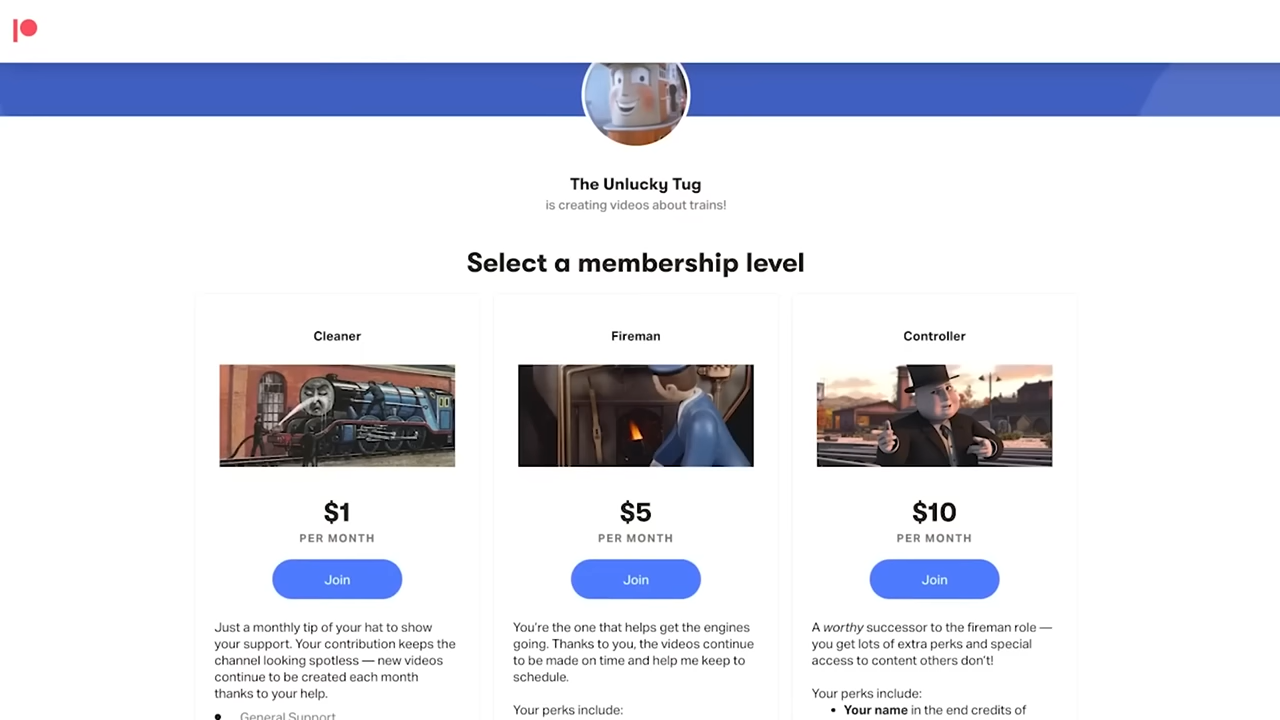 The Unlucky Tug
is creating videos about trains!
Select a membership level
Cleaner
$1
PER MONTH
Join
Just a monthly tip of your hat to show
your support. Your contribution keeps the
channel looking spotless — new videos
continue to be created each month
thanks to your help.
• General Support
Fireman
$5
PER MONTH
Join
You're the one that helps get the engines
going. Thanks to you, the videos continue
to be made on time and help me keep to
schedule.
Your perks include:
Controller
$10
PER MONTH
Join
A worthy successor to the fireman role —
you get lots of extra perks and special
access to content others don't!
Your perks include:
• Your name in the end credits of